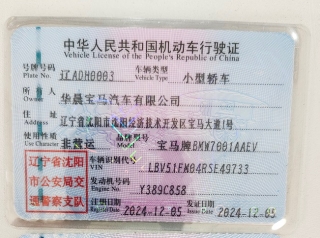 中华人民共和国机动车行驶证
Vehicle License of the People's Republic of China
号牌号码 辽ADH0003 车辆类型 小型轿车
Plate No. Vehicle Type
所有人 华晨宝马汽车有限公司
Owner
住址 辽宁省沈阳市沈阳经济技术开发区宝马大道1号
Address
使用性质 非营运 品牌型号 宝马牌BMW7001AAEV
Use Character Model
辽宁省沈阳市公安局交通警察支队
车辆识别代号 LBV51FM04RSE49733
VIN
发动机号码 Y389C858
Engine No.
注册日期 2024-12-05 发证日期 2024-12-05
Register Date Issue Date